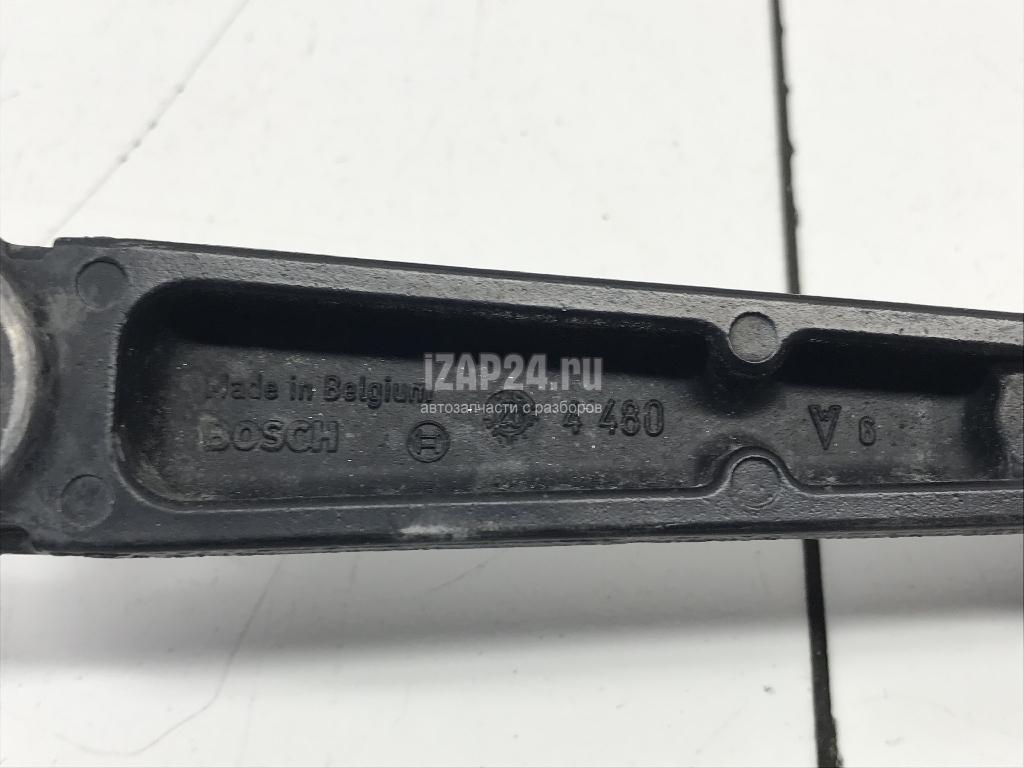 iZAP24.ru
автозапчасти с разборов
Made in Belgium
BOSCH
4 480
6